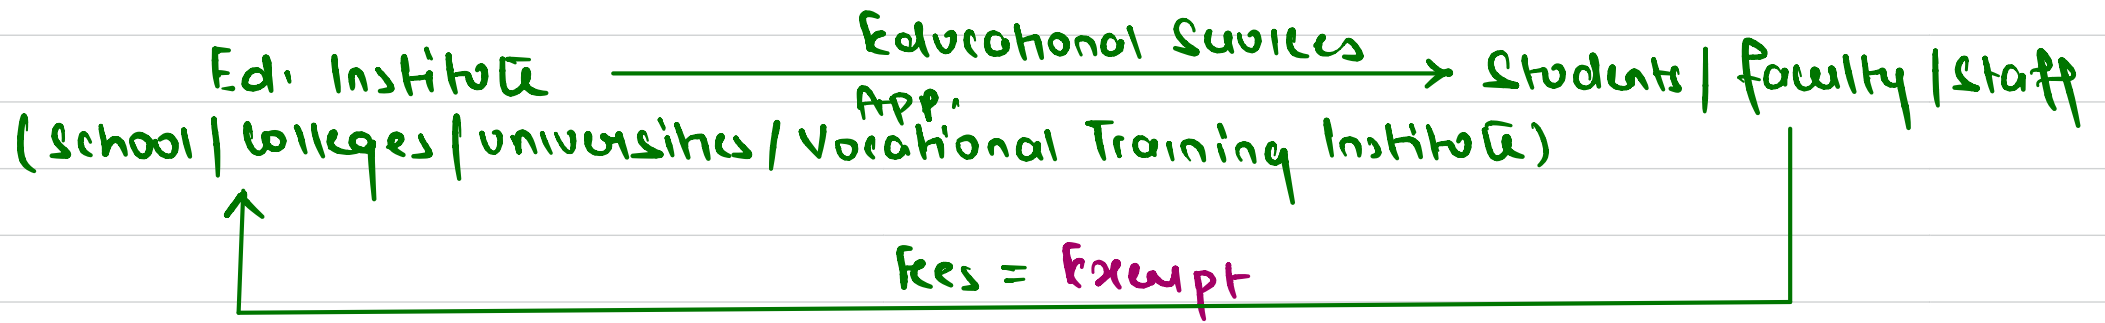 Educational Services
Ed. Institute → Students | Faculty | Staff
App.
(School | Colleges | Universities / Vocational Training Institute)
Fees = Exempt